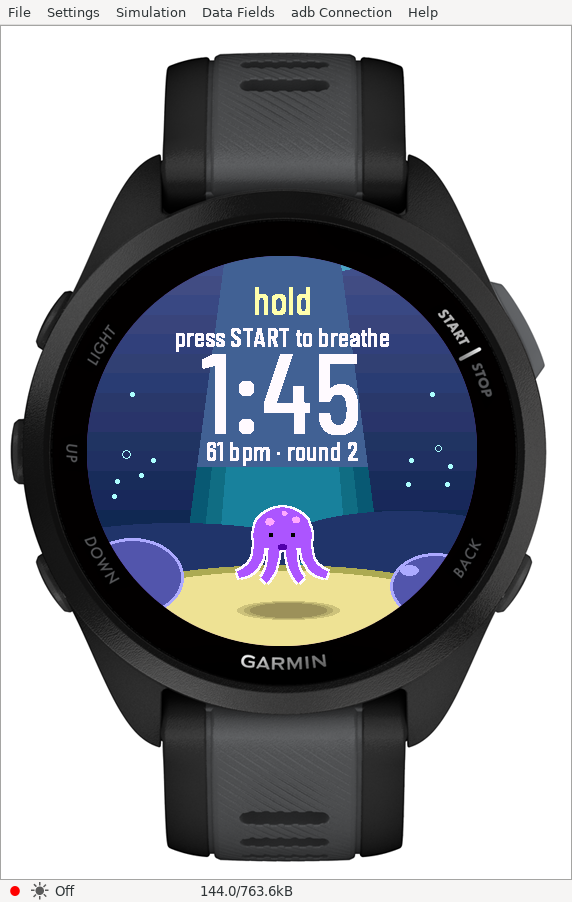 File Settings Simulation Data Fields adb Connection Help
hold
press START to breathe
1:45
61 bpm · round 2
LIGHT
UP
DOWN
START
STOP
BACK
GARMIN
Off 144.0/763.6kB